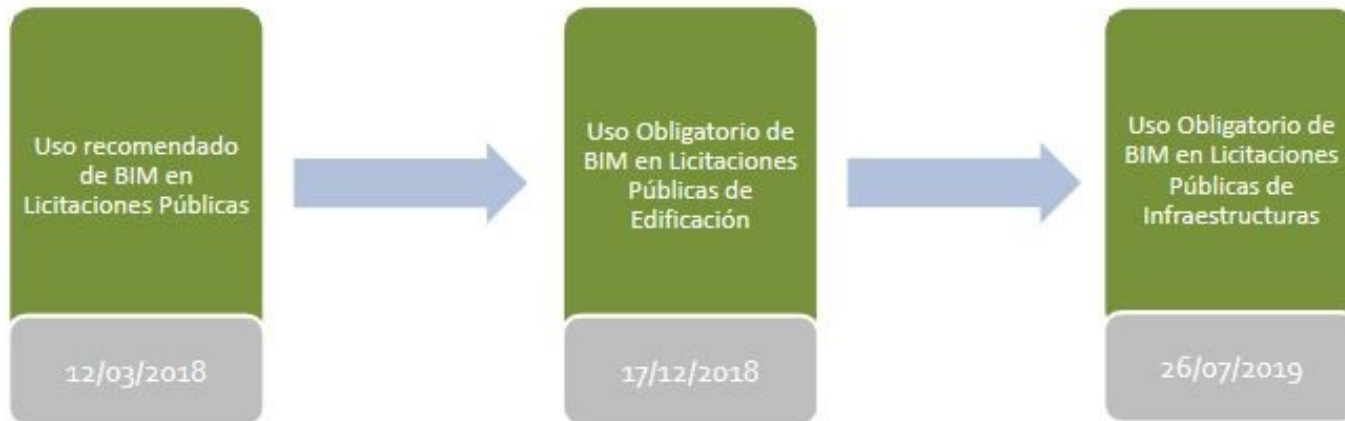 Uso recomendado
de BIM en
Licitaciones Públicas
12/03/2018
Uso Obligatorio de
BIM en Licitaciones
Públicas de
Edificación
17/12/2018
Uso Obligatorio de
BIM en Licitaciones
Públicas de
Infraestructuras
26/07/2019